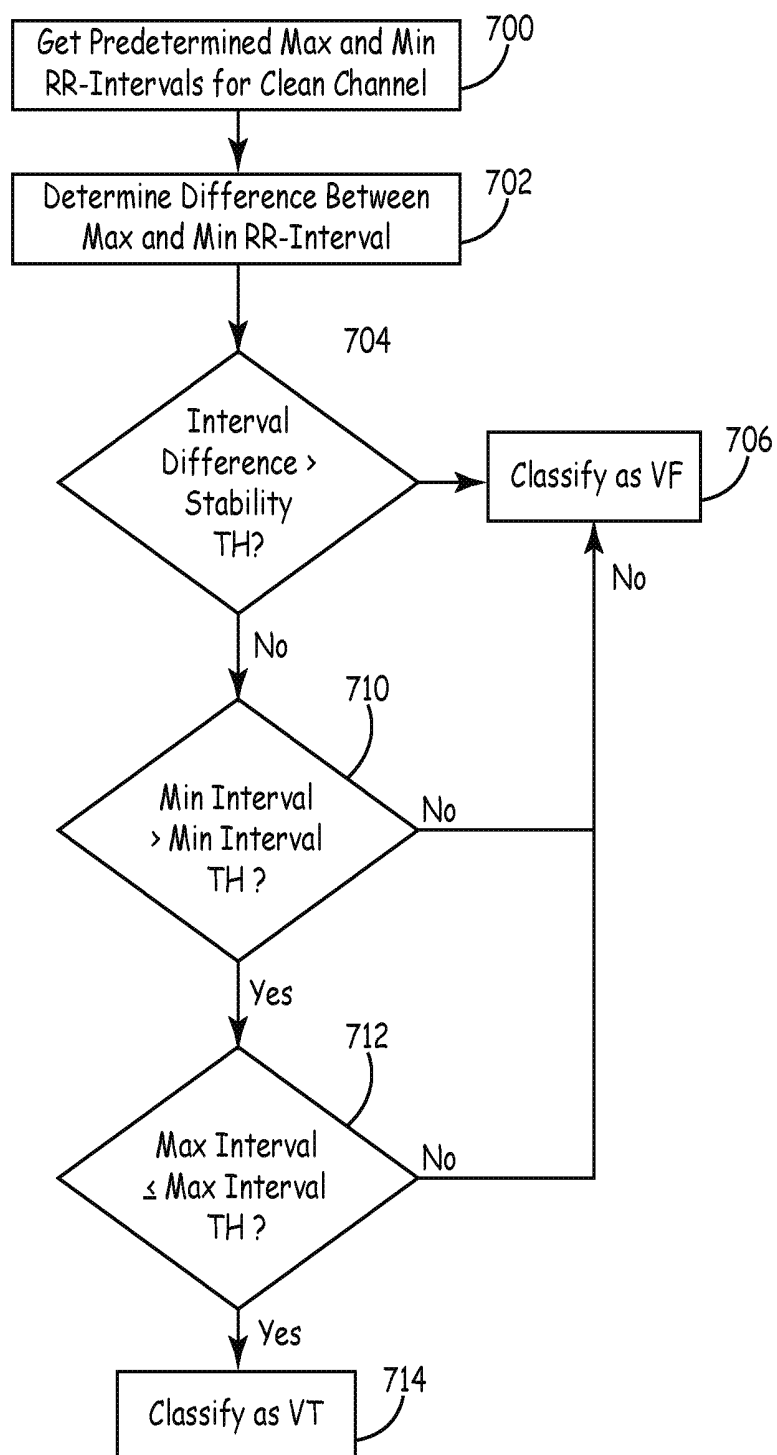 Get Predetermined Max and Min
RR-Intervals for Clean Channel
700
Determine Difference Between
Max and Min RR-Interval
702
704
Interval
Difference >
Stability
TH?
Classify as VF
706
No
No
710
Min Interval
> Min Interval
TH ?
No
Yes
712
Max Interval
≤ Max Interval
TH ?
No
Yes
714
Classify as VT